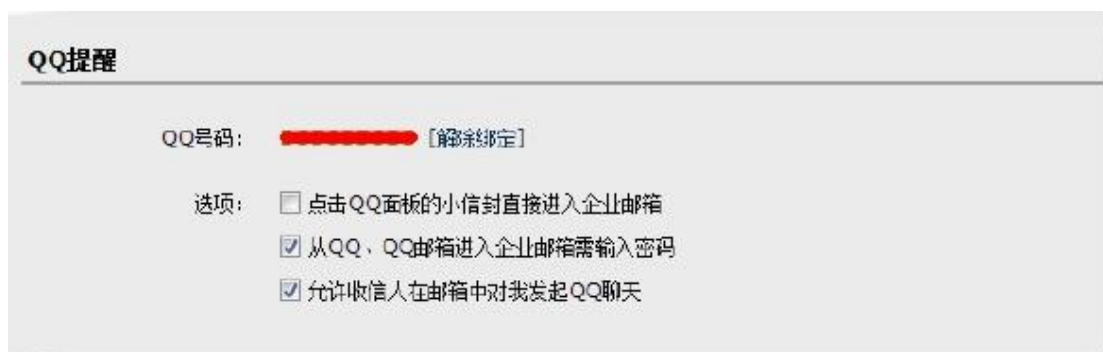 QQ提醒
QQ号码： [解除绑定]
选项： 点击QQ面板的小信封直接进入企业邮箱
从QQ、QQ邮箱进入企业邮箱需输入密码
允许收信人在邮箱中对我发起QQ聊天